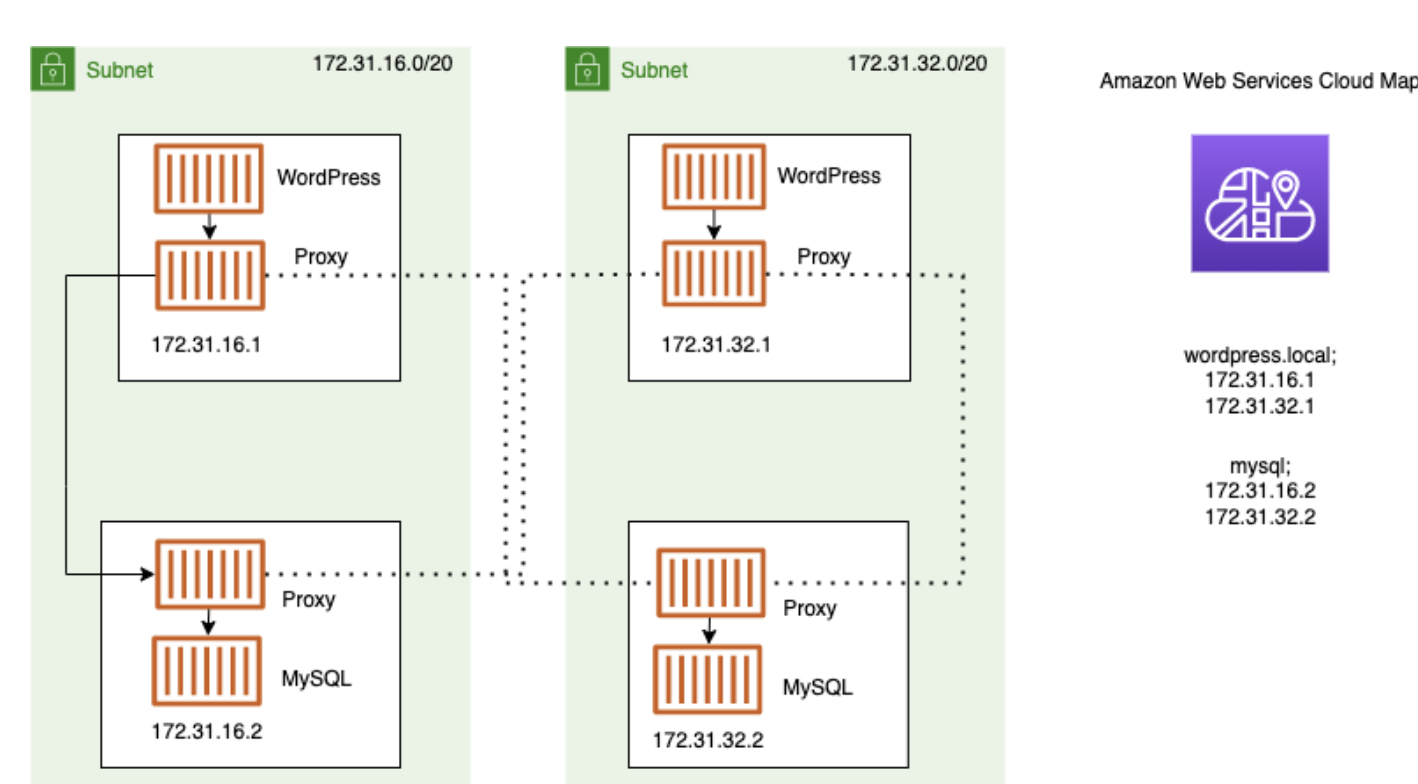 Subnet
172.31.16.0/20
WordPress
Proxy
172.31.16.1
Proxy
MySQL
172.31.16.2
Subnet
172.31.32.0/20
WordPress
Proxy
172.31.32.1
Proxy
MySQL
172.31.32.2
Amazon Web Services Cloud Map
wordpress.local;
172.31.16.1
172.31.32.1
mysql;
172.31.16.2
172.31.32.2